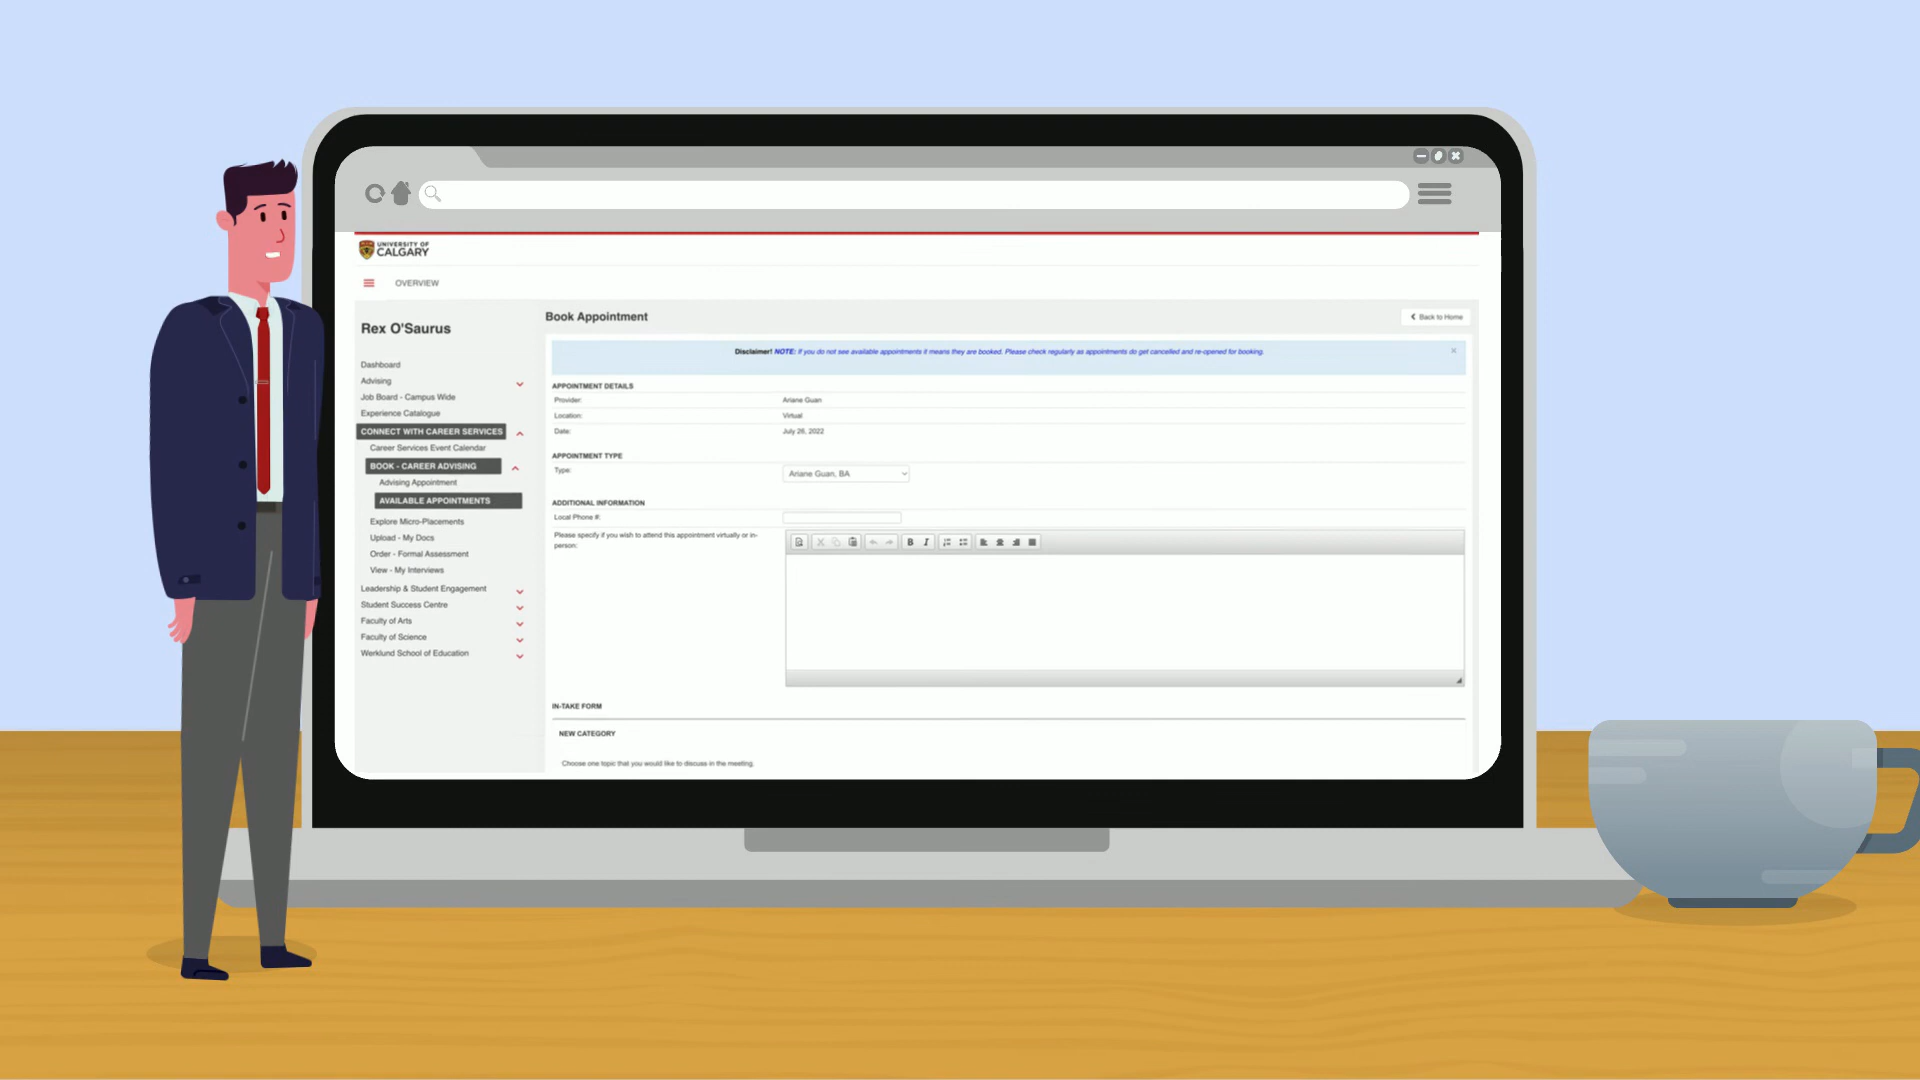 UNIVERSITY OF
CALGARY
OVERVIEW
Rex O'Saurus
Dashboard
Advising
Job Board - Campus Wide
Experience Catalogue
CONNECT WITH CAREER SERVICES
Career Services Event Calendar
BOOK - CAREER ADVISING
Advising Appointment
AVAILABLE APPOINTMENTS
Explore Micro-Placements
Upload - My Docs
Order - Formal Assessment
View - My Interviews
Leadership & Student Engagement
Student Success Centre
Faculty of Arts
Faculty of Science
Werklund School of Education
Book Appointment
Back to Home
Disclaimer! NOTE: If you do not see available appointments it means they are booked. Please check regularly as appointments do get cancelled and re-opened for booking.
APPOINTMENT DETAILS
Provider: Ariane Guan
Location: Virtual
Date: July 26, 2022
APPOINTMENT TYPE
Type: Ariane Guan, BA
ADDITIONAL INFORMATION
Local Phone #:
Please specify if you wish to attend this appointment virtually or in-
person:
B I
IN-TAKE FORM
NEW CATEGORY
Choose one topic that you would like to discuss in the meeting.